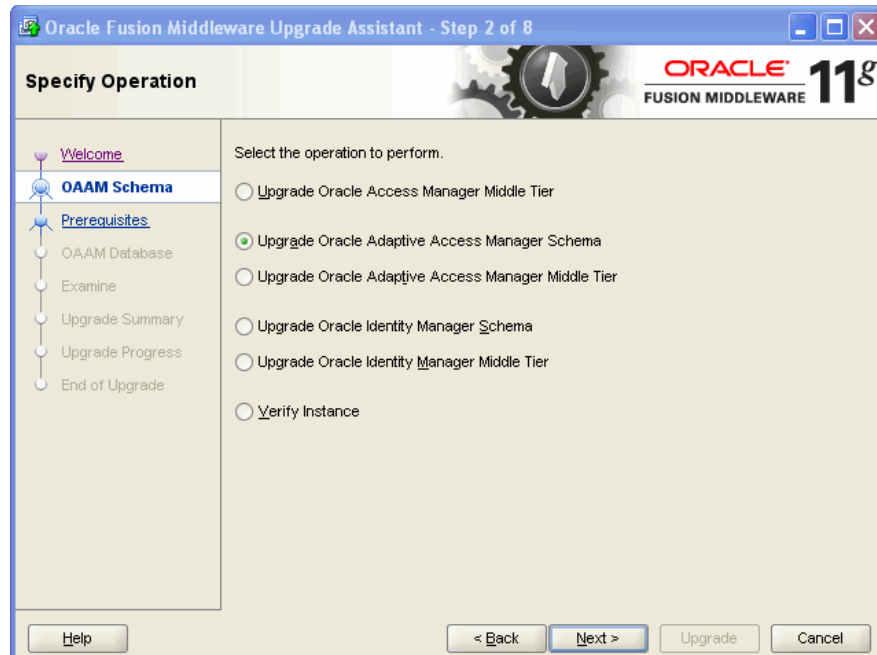 Oracle Fusion Middleware Upgrade Assistant - Step 2 of 8
Specify Operation
ORACLE
FUSION MIDDLEWARE 11g
Welcome
OAAM Schema
Prerequisites
OAAM Database
Examine
Upgrade Summary
Upgrade Progress
End of Upgrade
Select the operation to perform.
Upgrade Oracle Access Manager Middle Tier
Upgrade Oracle Adaptive Access Manager Schema
Upgrade Oracle Adaptive Access Manager Middle Tier
Upgrade Oracle Identity Manager Schema
Upgrade Oracle Identity Manager Middle Tier
Verify Instance
Help
< Back
Next >
Upgrade
Cancel